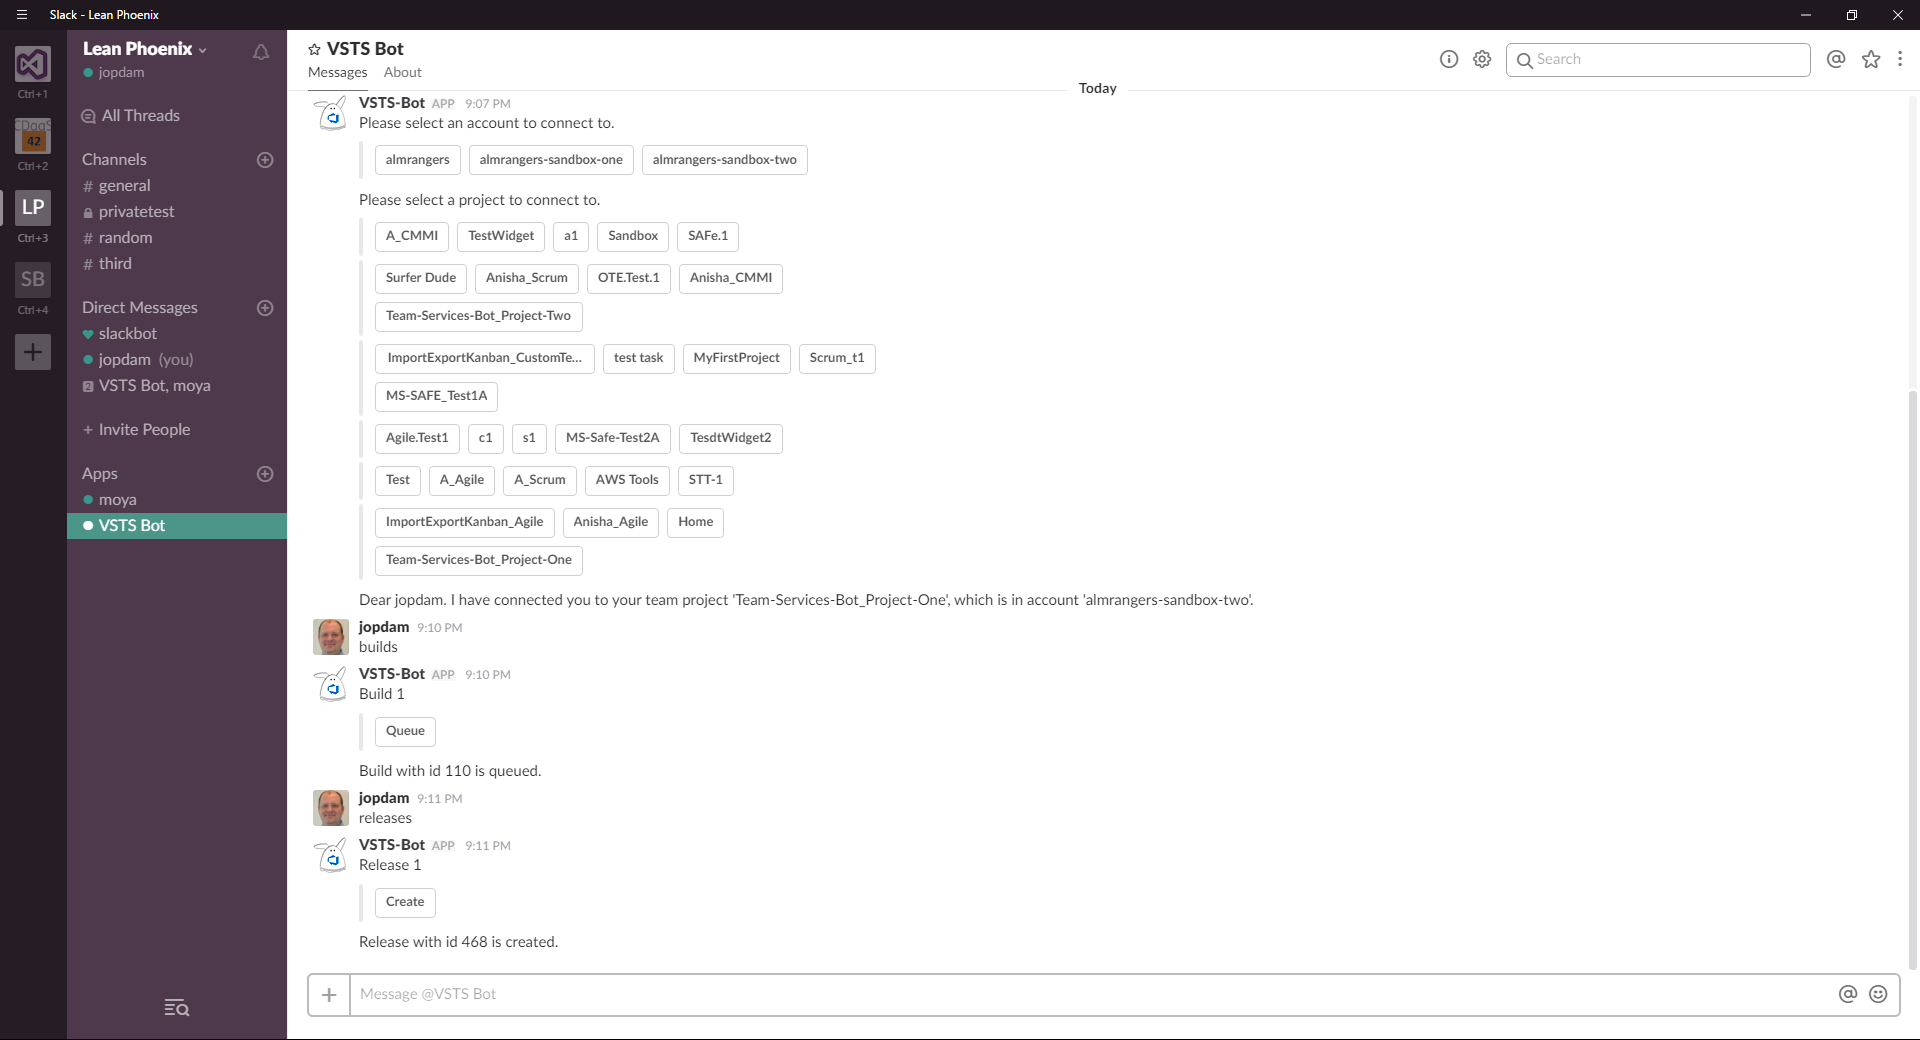 Slack - Lean Phoenix
Ctrl+1
42
Ctrl+2
LP
Ctrl+3
SB
Ctrl+4
Lean Phoenix
jopdam
All Threads
Channels
# general
privatetest
# random
# third
Direct Messages
slackbot
jopdam (you)
2 VSTS Bot, moya
+ Invite People
Apps
moya
VSTS Bot
VSTS Bot
Messages About
Search
Today
VSTS-Bot APP 9:07 PM
Please select an account to connect to.
almrangers almrangers-sandbox-one almrangers-sandbox-two
Please select a project to connect to.
A_CMMI TestWidget a1 Sandbox SAFe.1
Surfer Dude Anisha_Scrum OTE.Test.1 Anisha_CMMI
Team-Services-Bot_Project-Two
ImportExportKanban_CustomTe... test task MyFirstProject Scrum_t1
MS-SAFE_Test1A
Agile.Test1 c1 s1 MS-Safe-Test2A TesdtWidget2
Test A_Agile A_Scrum AWS Tools STT-1
ImportExportKanban_Agile Anisha_Agile Home
Team-Services-Bot_Project-One
Dear jopdam. I have connected you to your team project 'Team-Services-Bot_Project-One', which is in account 'almrangers-sandbox-two'.
jopdam 9:10 PM
builds
VSTS-Bot APP 9:10 PM
Build 1
Queue
Build with id 110 is queued.
jopdam 9:11 PM
releases
VSTS-Bot APP 9:11 PM
Release 1
Create
Release with id 468 is created.
Message @VSTS Bot